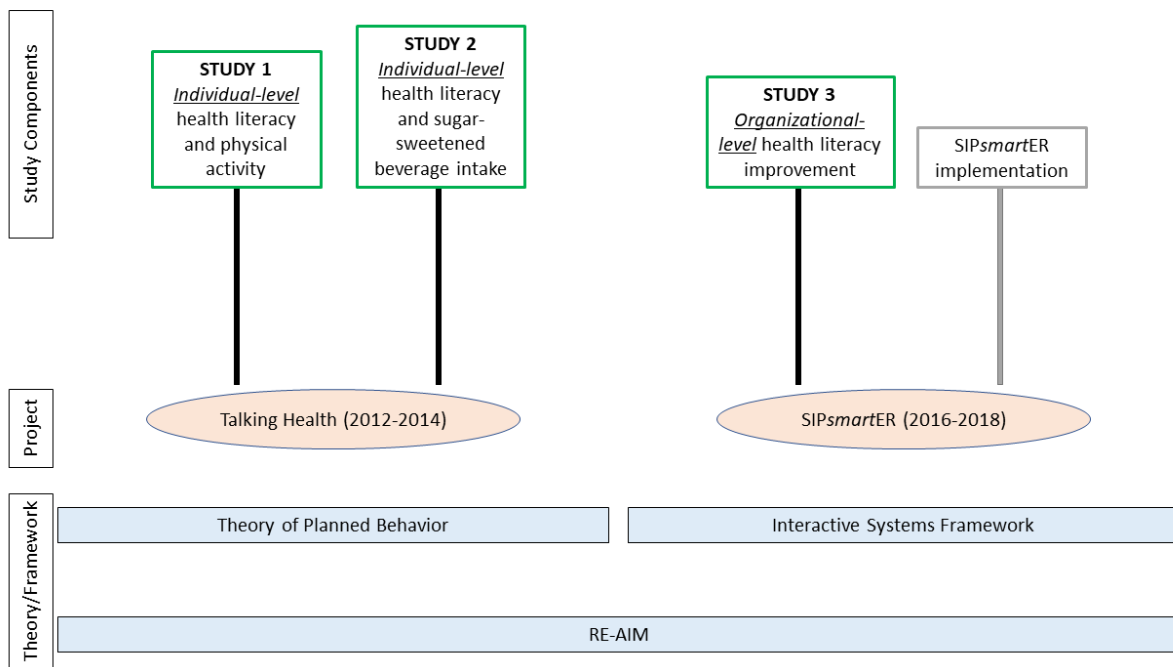 Study Components
STUDY 1
Individual-level
health literacy
and physical
activity
STUDY 2
Individual-level
health literacy
and sugar-
sweetened
beverage intake
STUDY 3
Organizational-
level health literacy
improvement
SIPsmartER
implementation
Project
Talking Health (2012-2014)
SIPsmartER (2016-2018)
Theory/Framework
Theory of Planned Behavior
Interactive Systems Framework
RE-AIM